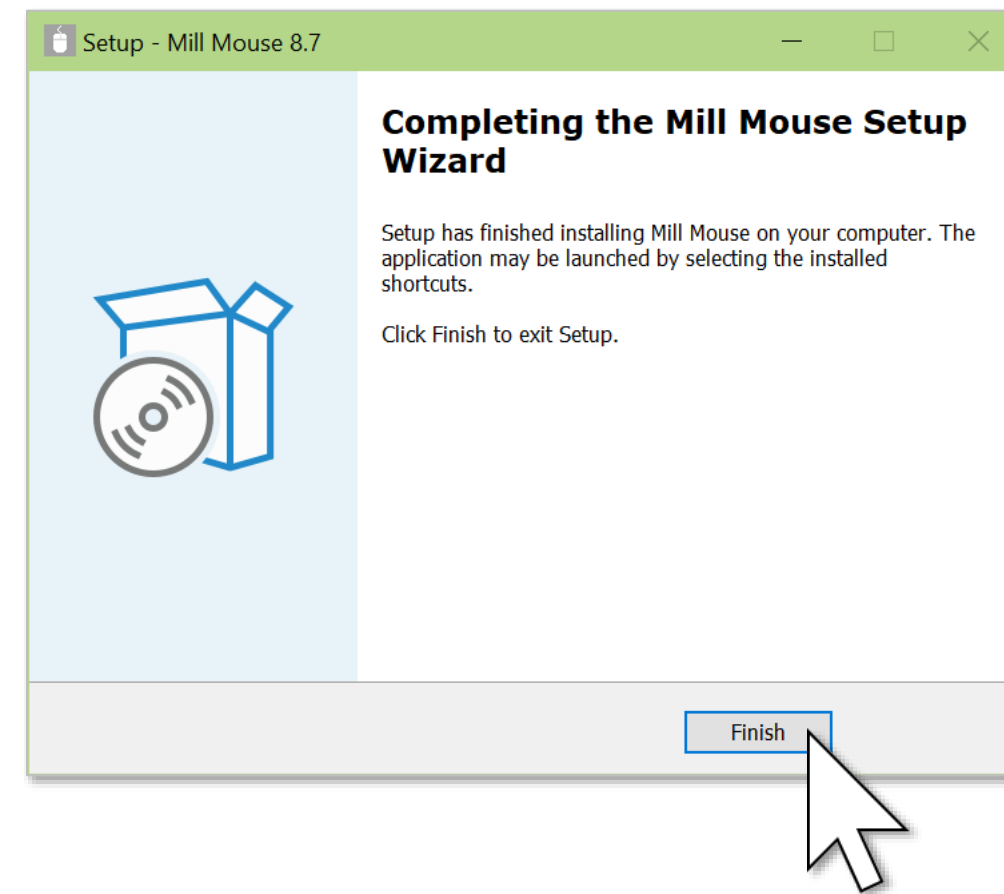 Setup - Mill Mouse 8.7
Completing the Mill Mouse Setup
Wizard
Setup has finished installing Mill Mouse on your computer. The
application may be launched by selecting the installed
shortcuts.
Click Finish to exit Setup.
Finish